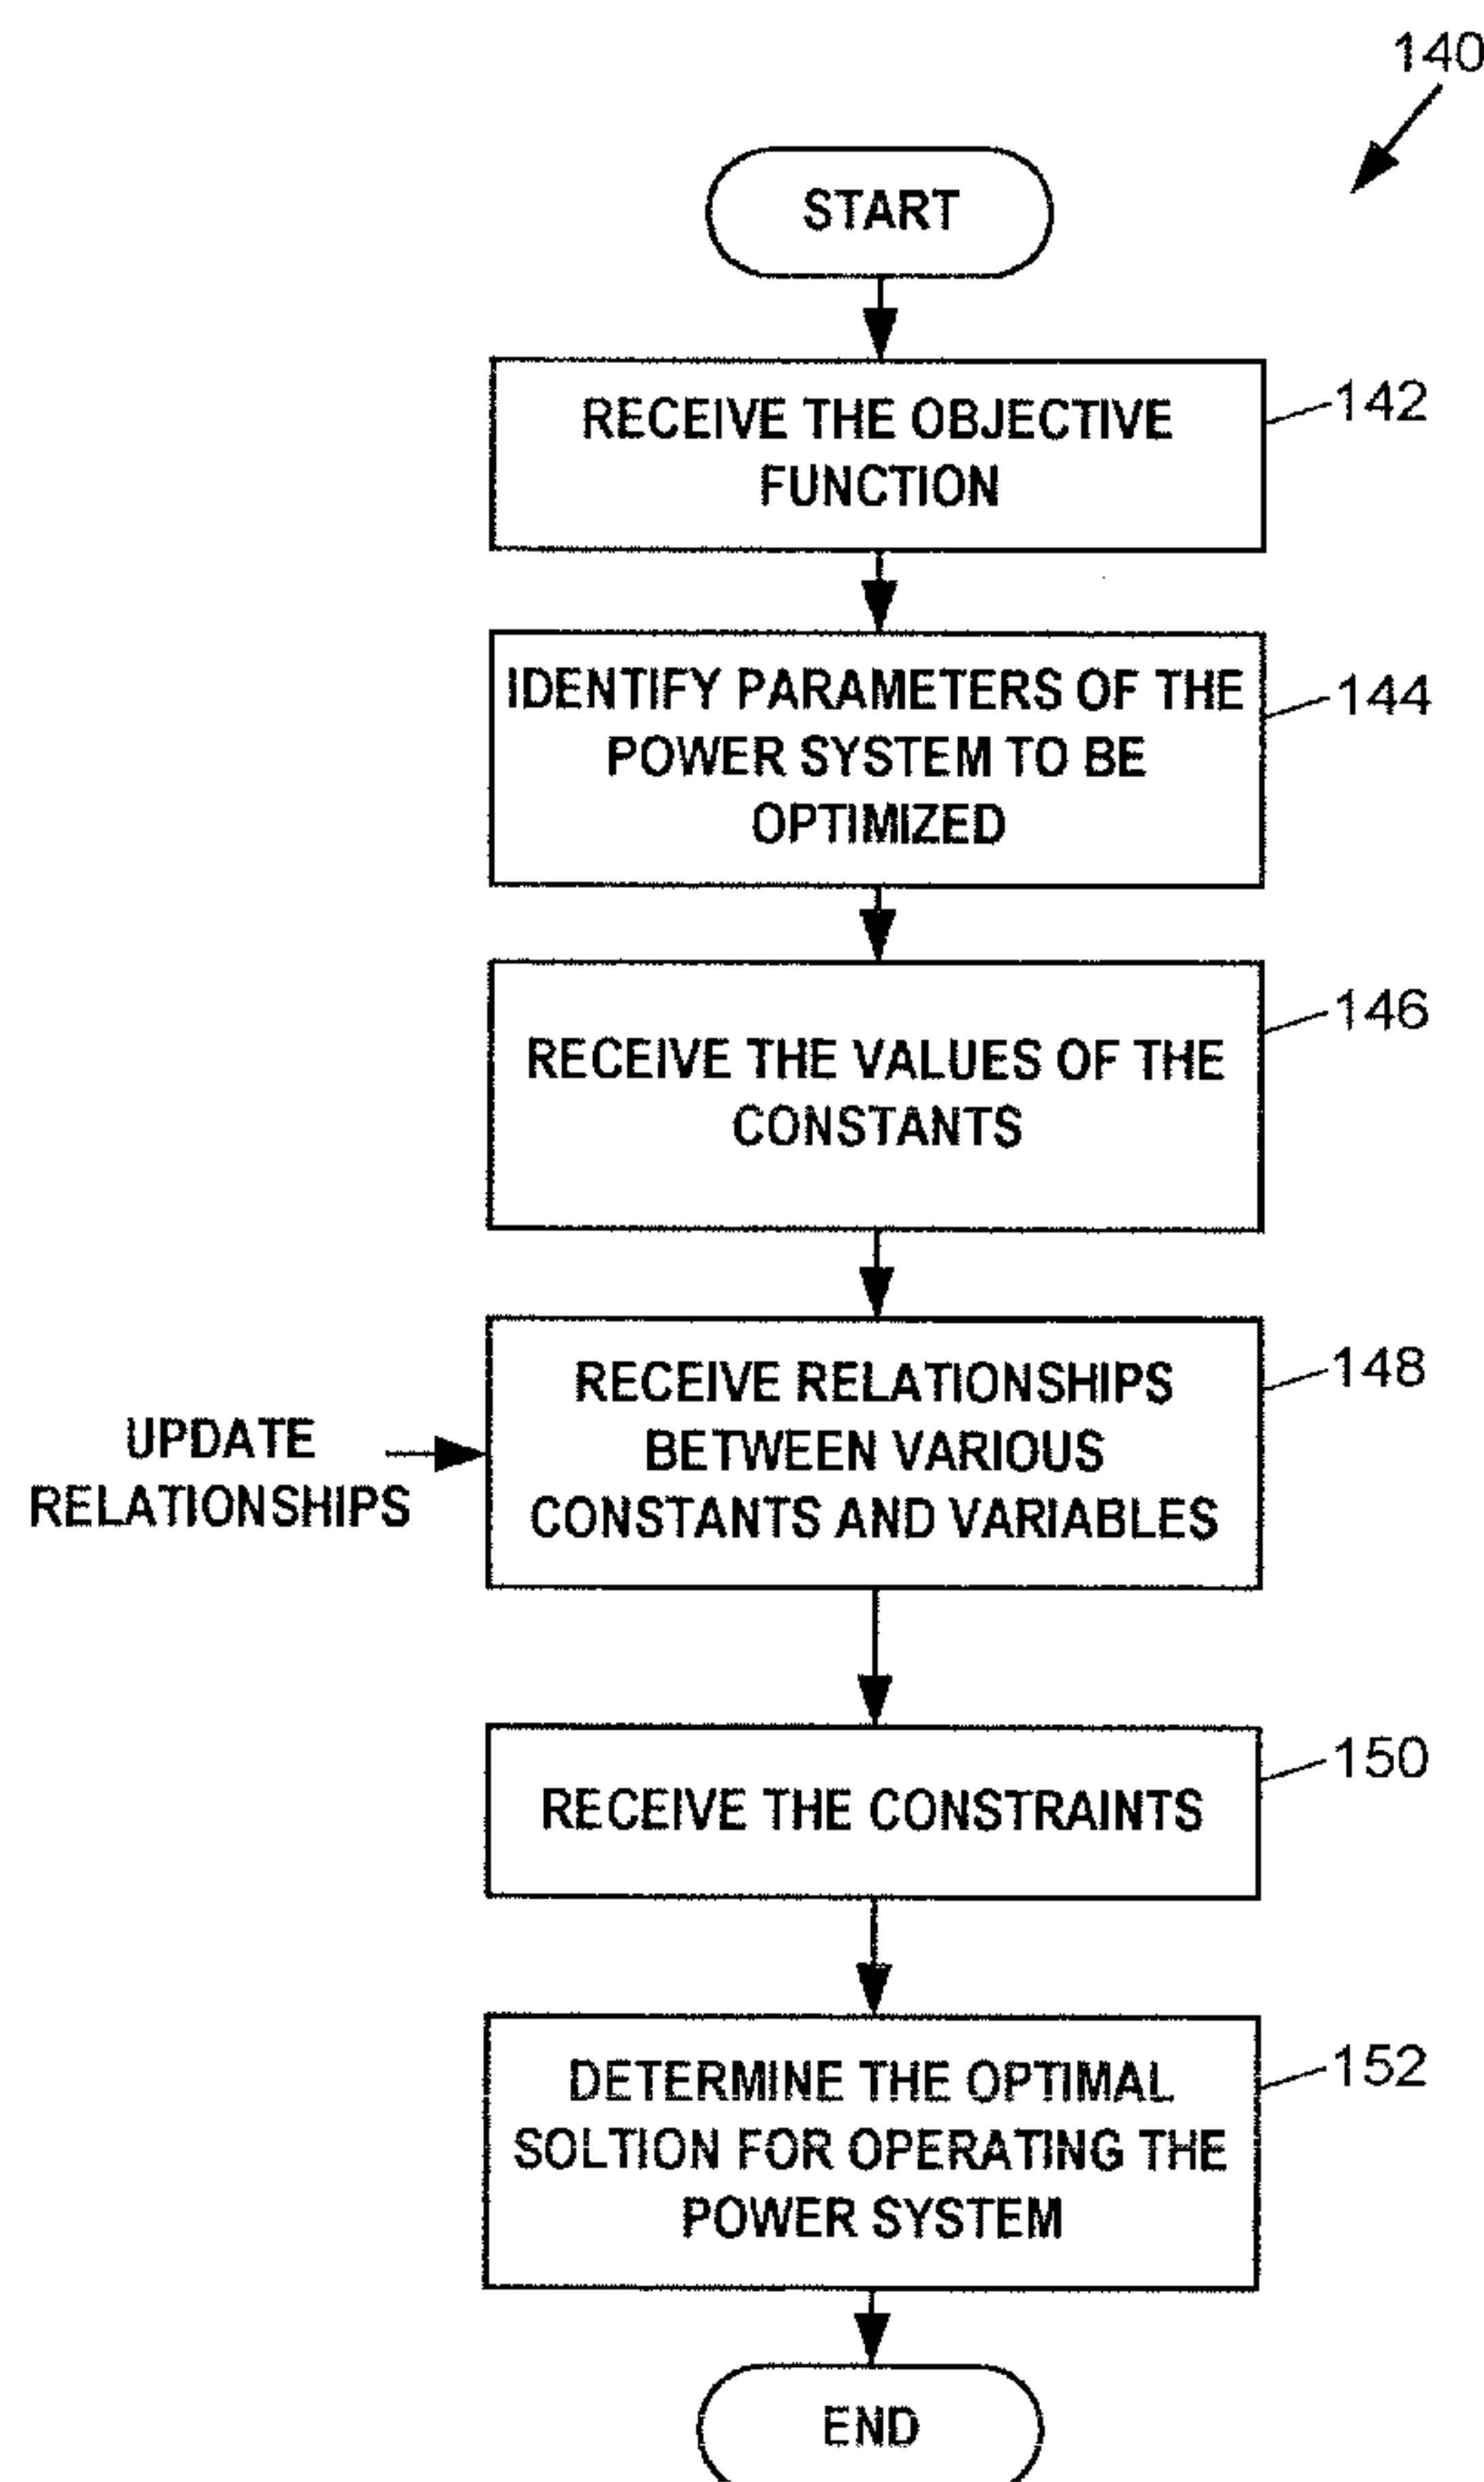 140
START
RECEIVE THE OBJECTIVE
FUNCTION
142
IDENTIFY PARAMETERS OF THE
POWER SYSTEM TO BE
OPTIMIZED
144
RECEIVE THE VALUES OF THE
CONSTANTS
146
RECEIVE RELATIONSHIPS
BETWEEN VARIOUS
CONSTANTS AND VARIABLES
148
UPDATE
RELATIONSHIPS
RECEIVE THE CONSTRAINTS
150
DETERMINE THE OPTIMAL
SOLTION FOR OPERATING THE
POWER SYSTEM
152
END